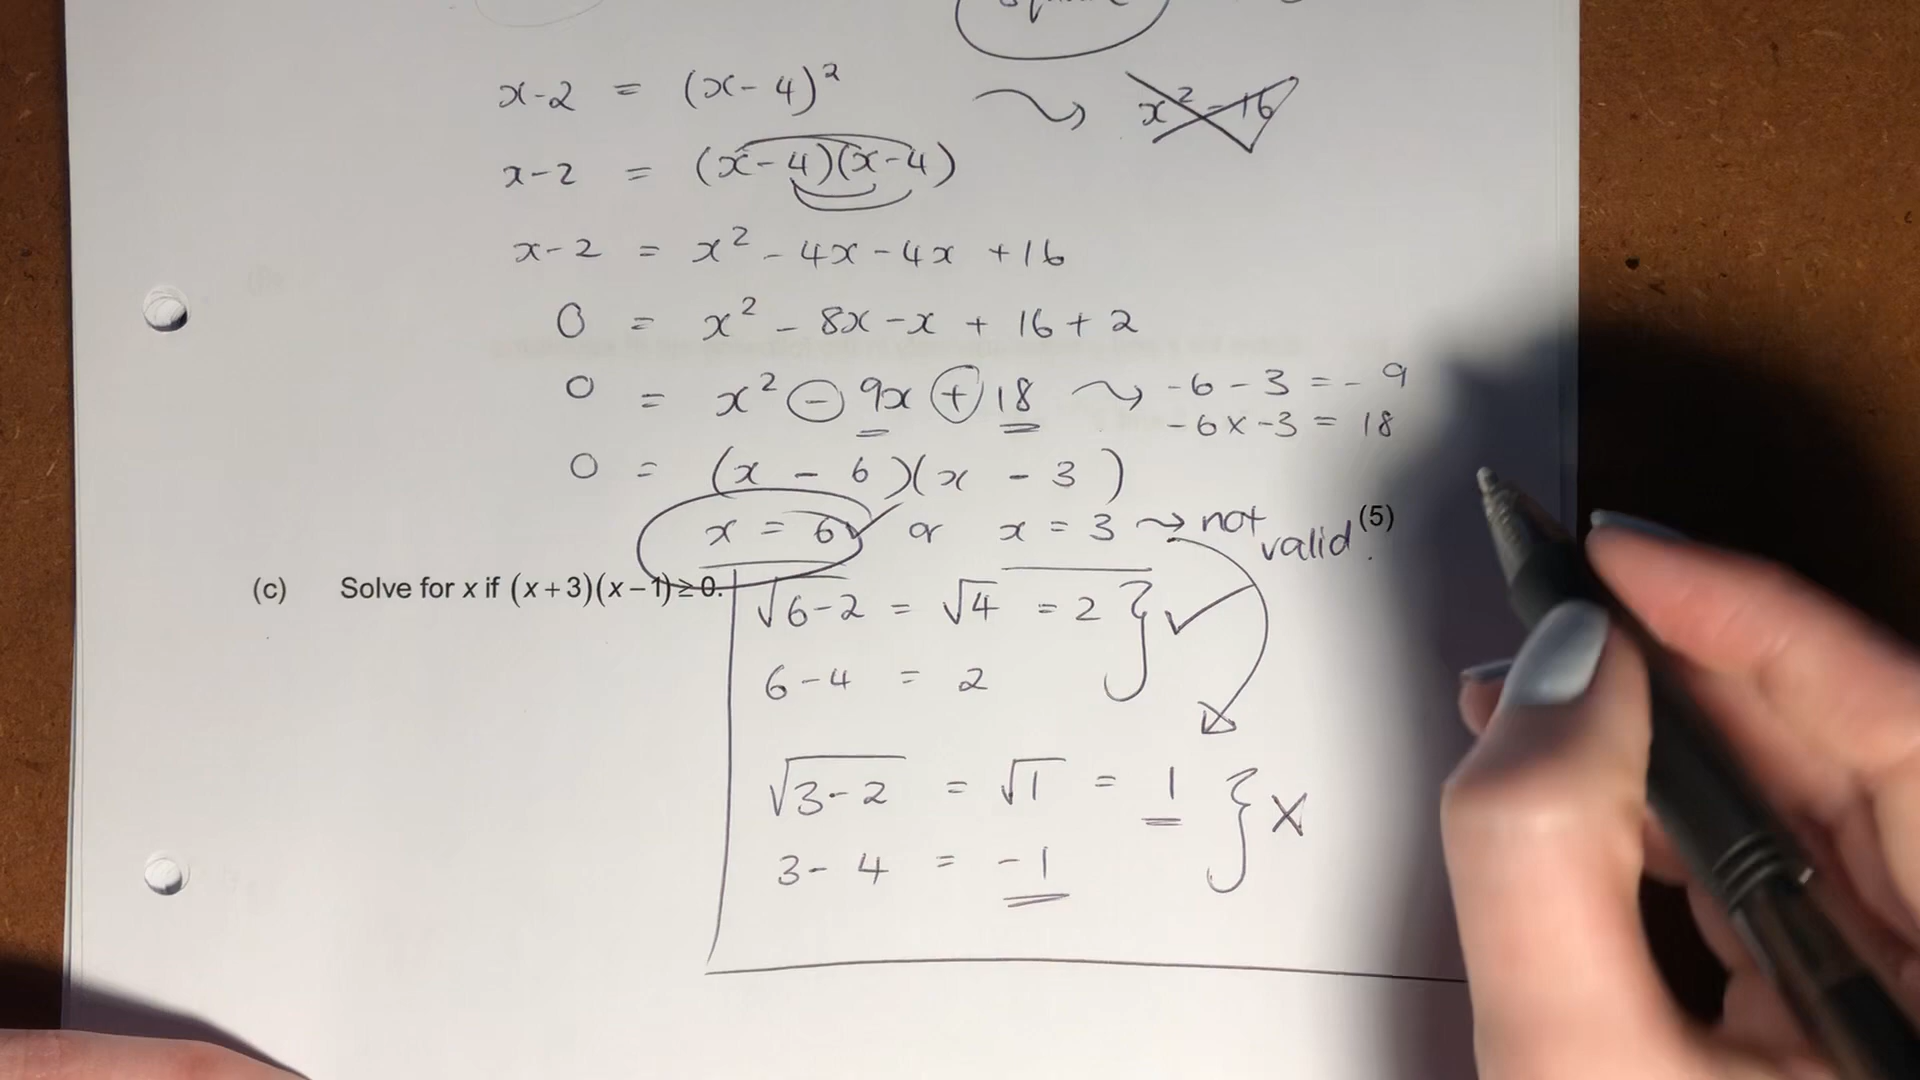 x-2 = (x-4)²
x² - 16
x-2 = (x-4)(x-4)
x-2 = x² - 4x - 4x + 16
0 = x² - 8x - x + 16 + 2
0 = x² - 9x + 18
-6 - 3 = -9
-6 x -3 = 18
0 = (x - 6)(x - 3)
x = 6 or x = 3 → not valid.
(5)
(c) Solve for x if (x+3)(x-1)≥0.
√6-2 = √4 = 2
6-4 = 2
√3-2 = √1 = 1
3-4 = -1